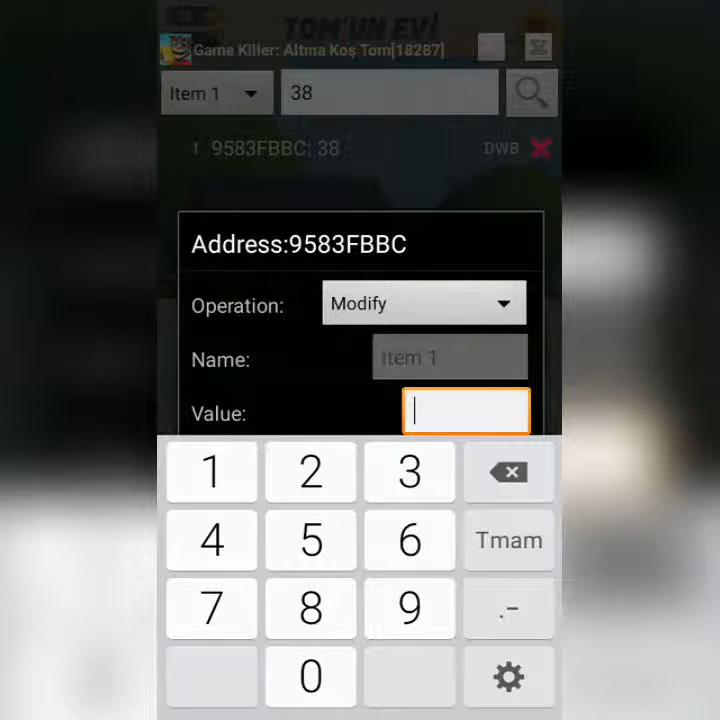 TOM'UN EVİ
Game Killer: Altına Koş Tom[18287]
Item 1
38
1 9583FBBC: 38
DWB
Address:9583FBBC
Operation:
Modify
Name:
Item 1
Value:
1 2 3
4 5 6 Tmam
7 8 9 .-
0